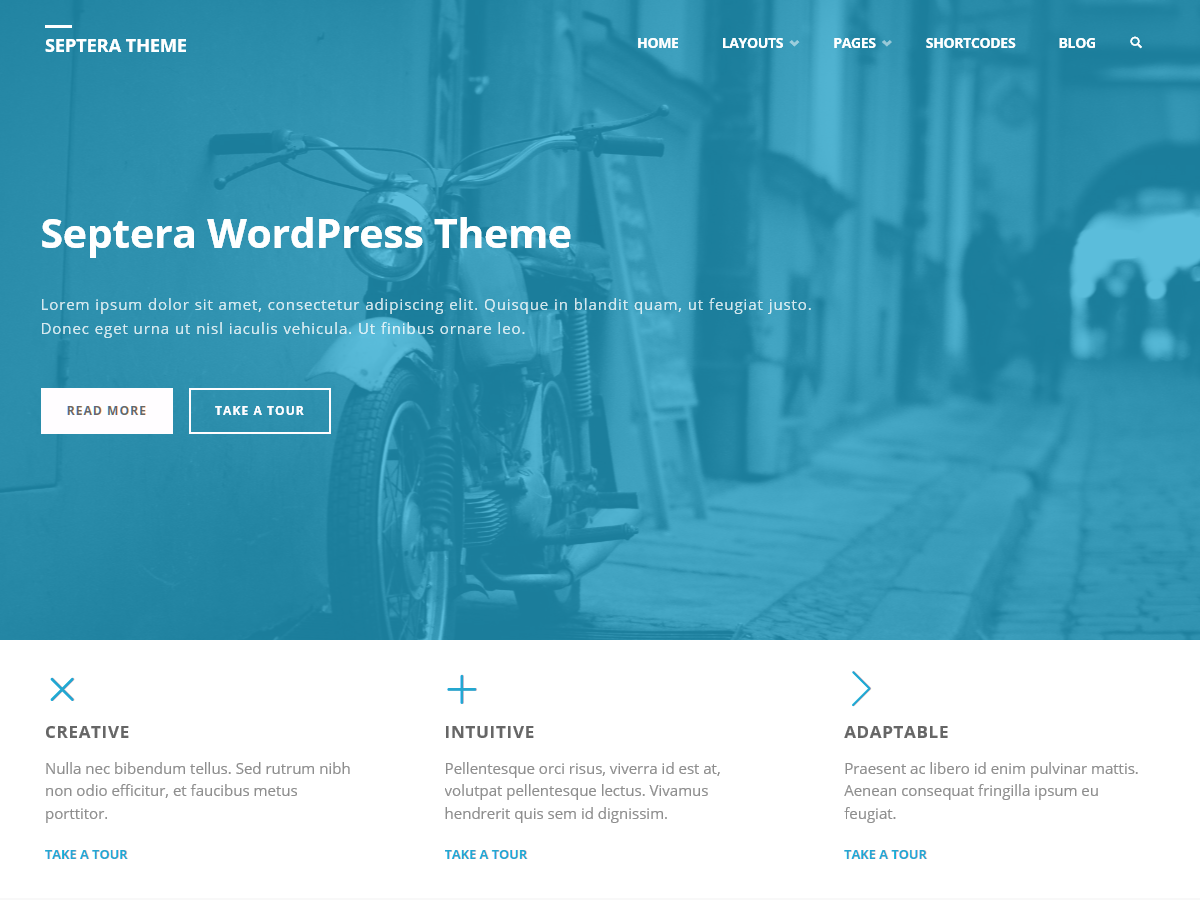 SEPTERA THEME
HOME LAYOUTS PAGES SHORTCODES BLOG
Septera WordPress Theme
Lorem ipsum dolor sit amet, consectetur adipiscing elit. Quisque in blandit quam, ut feugiat justo.
Donec eget urna ut nisl iaculis vehicula. Ut finibus ornare leo.
READ MORE TAKE A TOUR
CREATIVE
Nulla nec bibendum tellus. Sed rutrum nibh
non odio efficitur, et faucibus metus
porttitor.
TAKE A TOUR
INTUITIVE
Pellentesque orci risus, viverra id est at,
volutpat pellentesque lectus. Vivamus
hendrerit quis sem id dignissim.
TAKE A TOUR
ADAPTABLE
Praesent ac libero id enim pulvinar mattis.
Aenean consequat fringilla ipsum eu
feugiat.
TAKE A TOUR